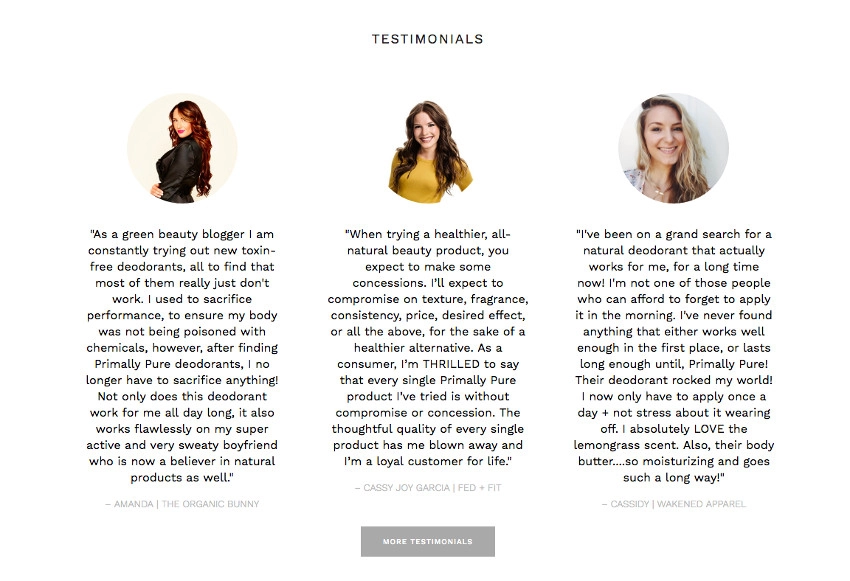 TESTIMONIALS
"As a green beauty blogger I am
constantly trying out new toxin-
free deodorants, all to find that
most of them really just don't
work. I used to sacrifice
performance, to ensure my body
was not being poisoned with
chemicals, however, after finding
Primally Pure deodorants, I no
longer have to sacrifice anything!
Not only does this deodorant
work for me all day long, it also
works flawlessly on my super
active and very sweaty boyfriend
who is now a believer in natural
products as well."
– AMANDA | THE ORGANIC BUNNY
"When trying a healthier, all-
natural beauty product, you
expect to make some
concessions. I’ll expect to
compromise on texture, fragrance,
consistency, price, desired effect,
or all the above, for the sake of a
healthier alternative. As a
consumer, I’m THRILLED to say
that every single Primally Pure
product I've tried is without
compromise or concession. The
thoughtful quality of every single
product has me blown away and
I’m a loyal customer for life."
– CASSY JOY GARCIA | FED + FIT
"I've been on a grand search for a
natural deodorant that actually
works for me, for a long time
now! I'm not one of those people
who can afford to forget to apply
it in the morning. I've never found
anything that either works well
enough in the first place, or lasts
long enough until, Primally Pure!
Their deodorant rocked my world!
I now only have to apply once a
day + not stress about it wearing
off. I absolutely LOVE the
lemongrass scent. Also, their body
butter....so moisturizing and goes
such a long way!"
– CASSIDY | WAKENED APPAREL
MORE TESTIMONIALS